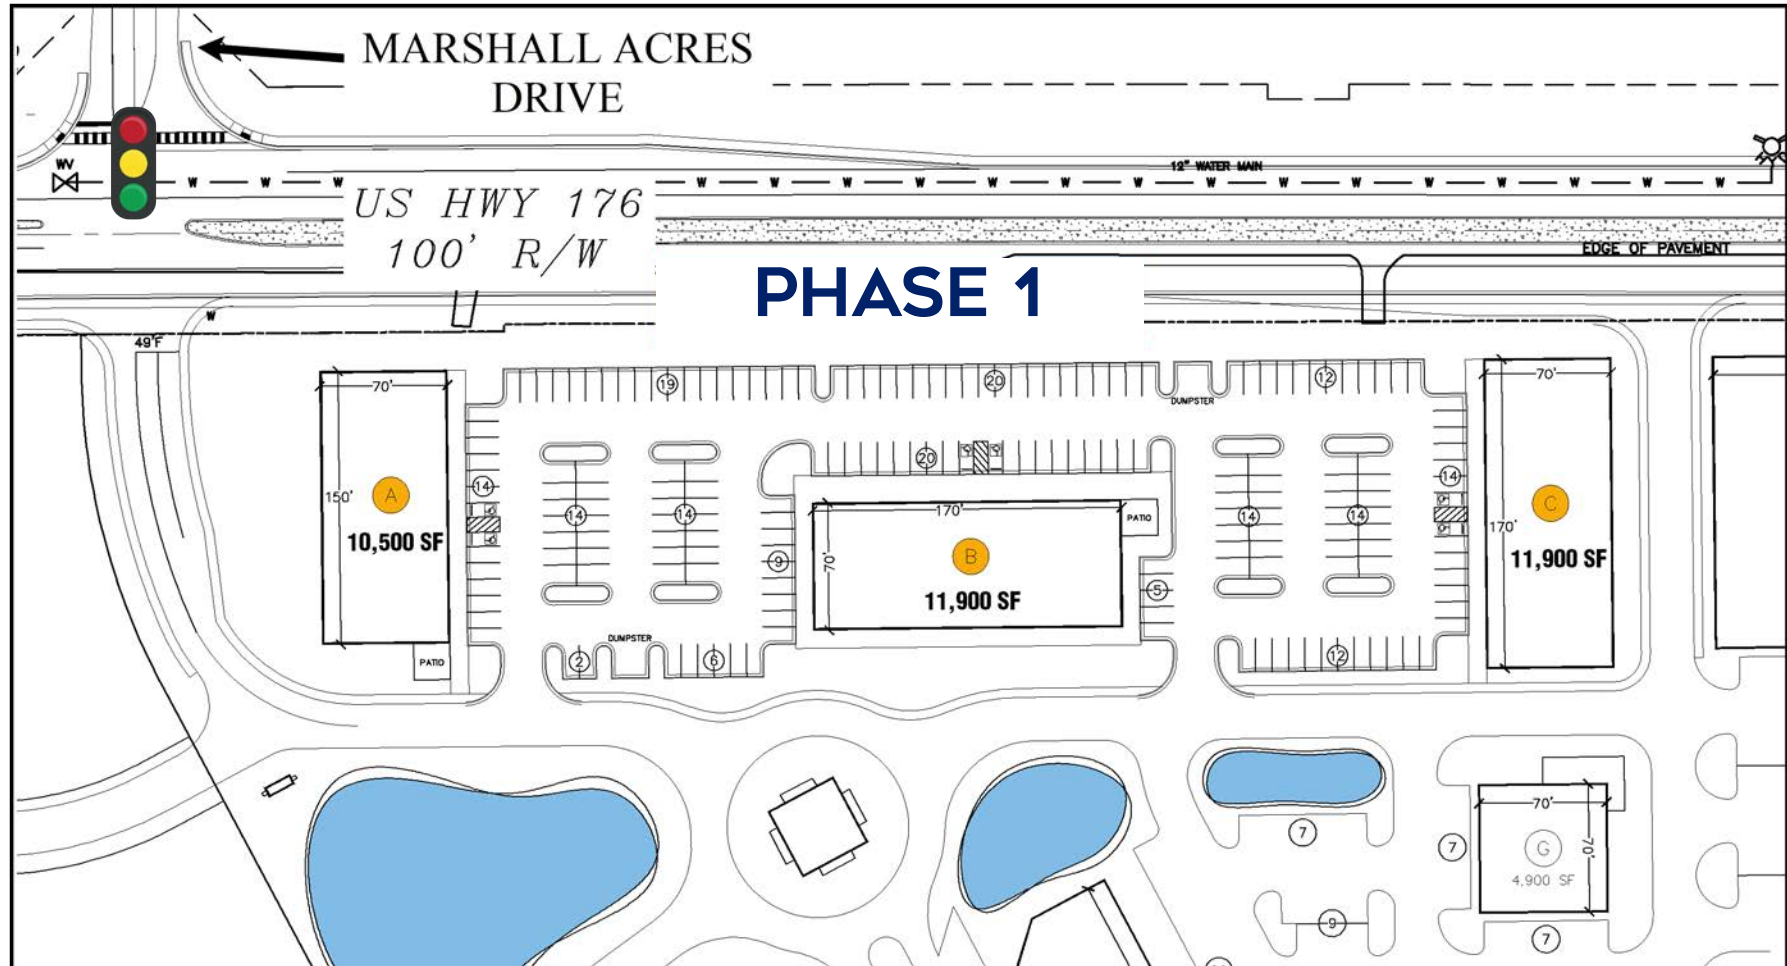 MARSHALL ACRES
DRIVE
WV
12" WATER MAIN
W W W W W W W W W W W W W W W W W W
US HWY 176
100' R/W
EDGE OF PAVEMENT
PHASE 1
W
49'F
70'
19
20
12
70'
DUMPSTER
20
14
14
150'
A
10,500 SF
14
14
170'
PATIO
14
14
C
170'
11,900 SF
9
70'
B
11,900 SF
5
DUMPSTER
PATIO
2
6
12
7
70'
7
G
70'
4,900 SF
9
7